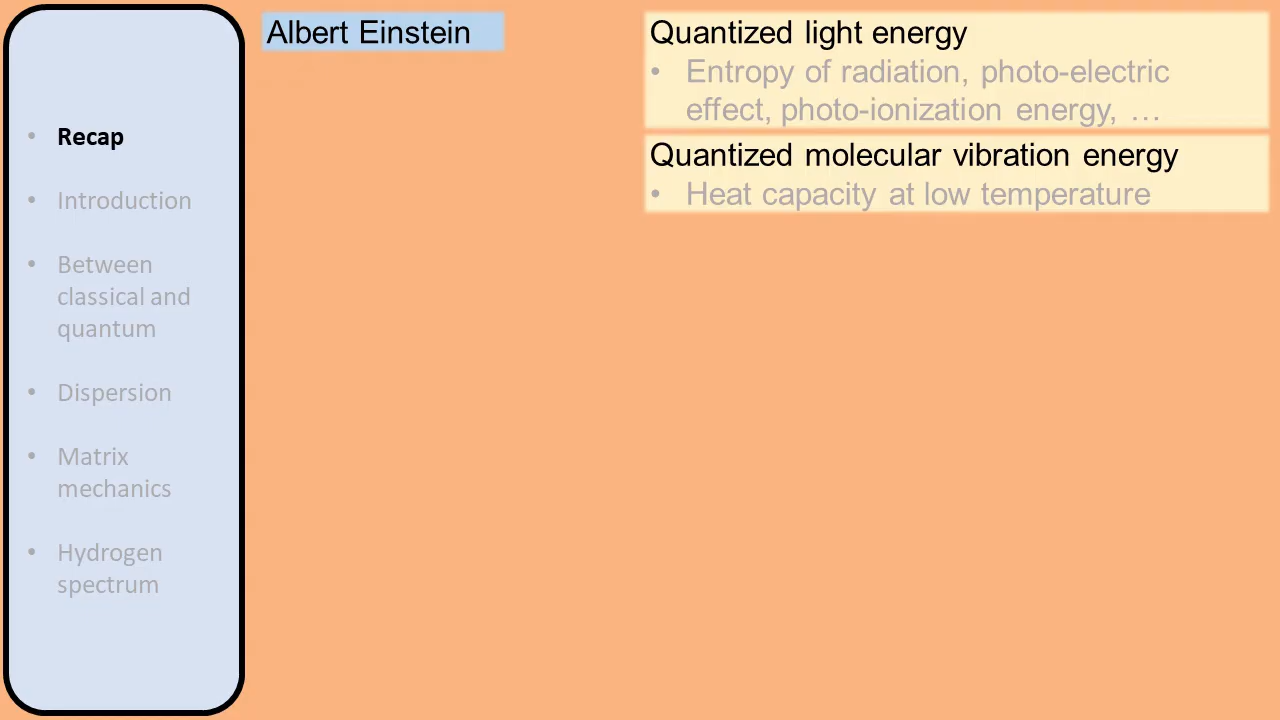 • Recap
• Introduction
• Between
classical and
quantum
• Dispersion
• Matrix
mechanics
• Hydrogen
spectrum
Albert Einstein
Quantized light energy
• Entropy of radiation, photo-electric
effect, photo-ionization energy, …
Quantized molecular vibration energy
• Heat capacity at low temperature